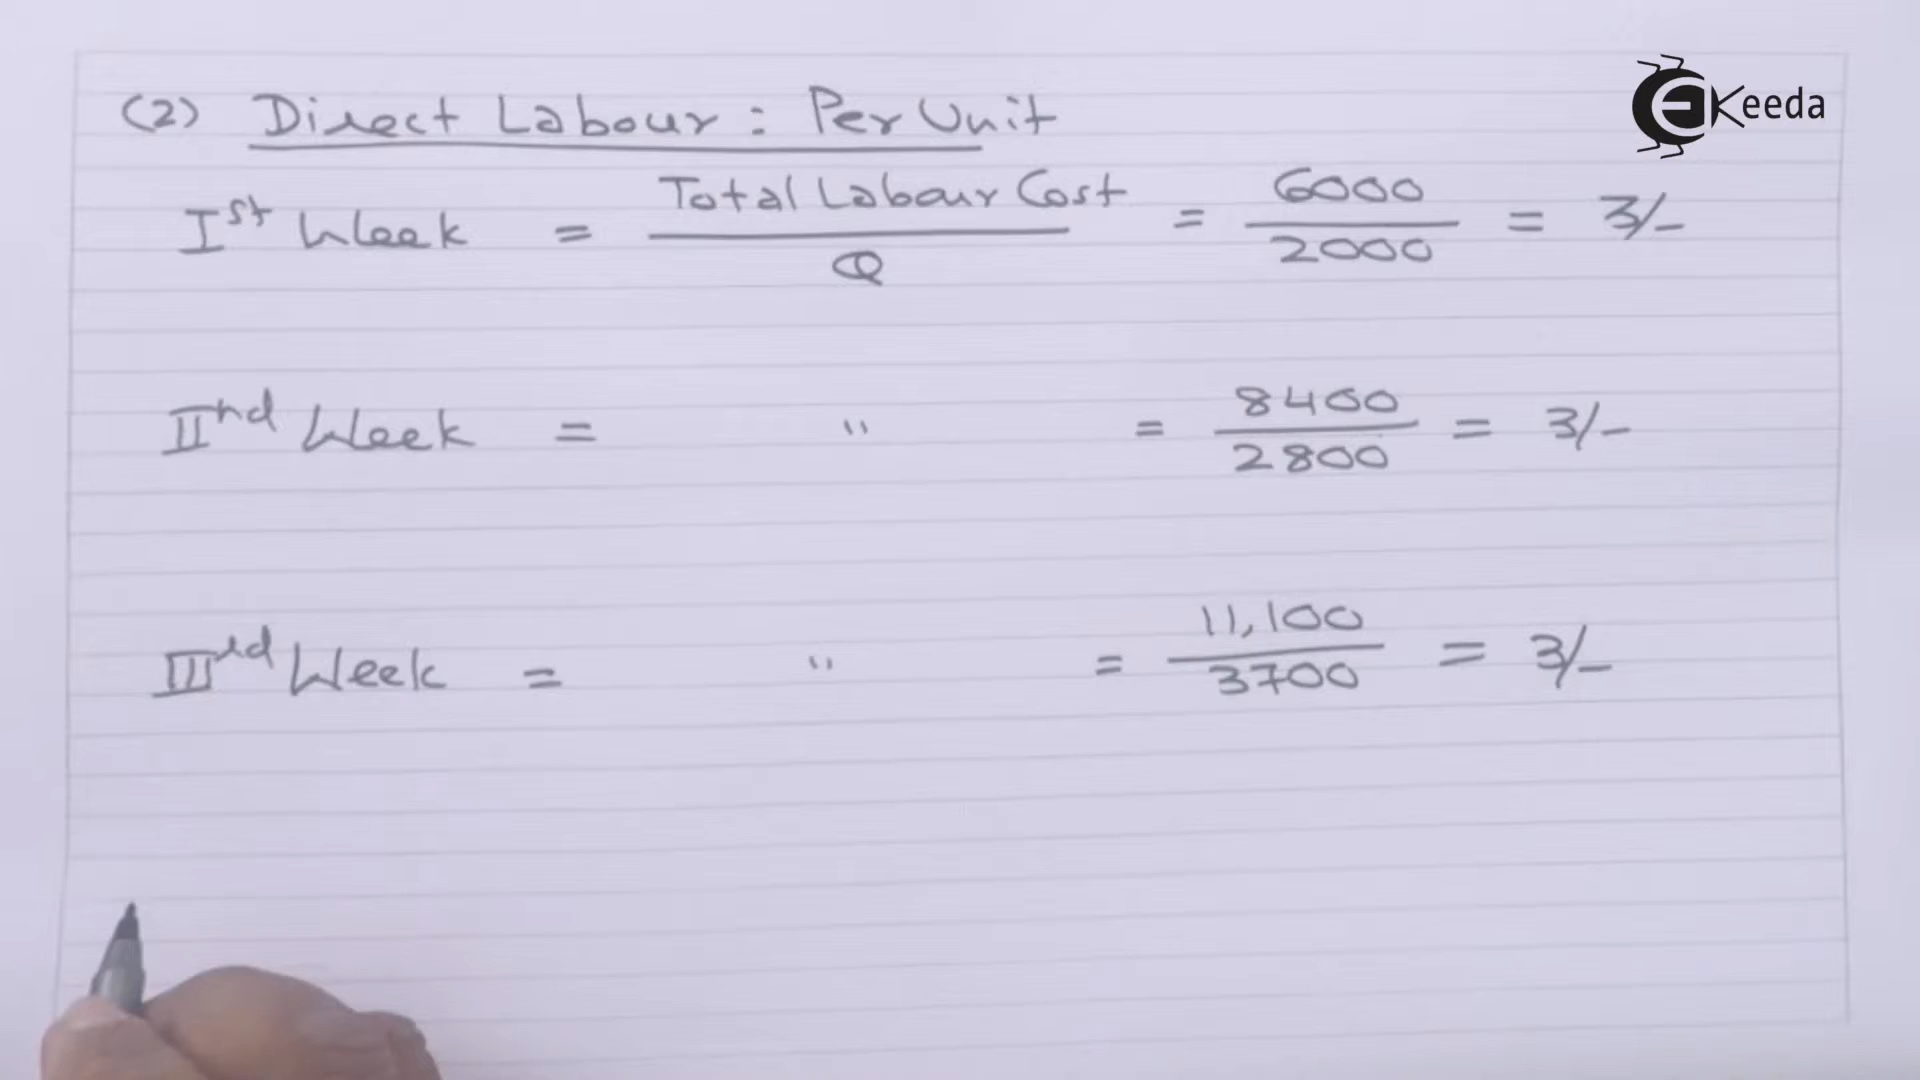 EKeeda
(2) Direct Labour : Per Unit
Ist Week = Total Labour Cost / Q = 6000 / 2000 = 3/-
IInd Week = " = 8400 / 2800 = 3/-
IIIrd Week = " = 11,100 / 3700 = 3/-